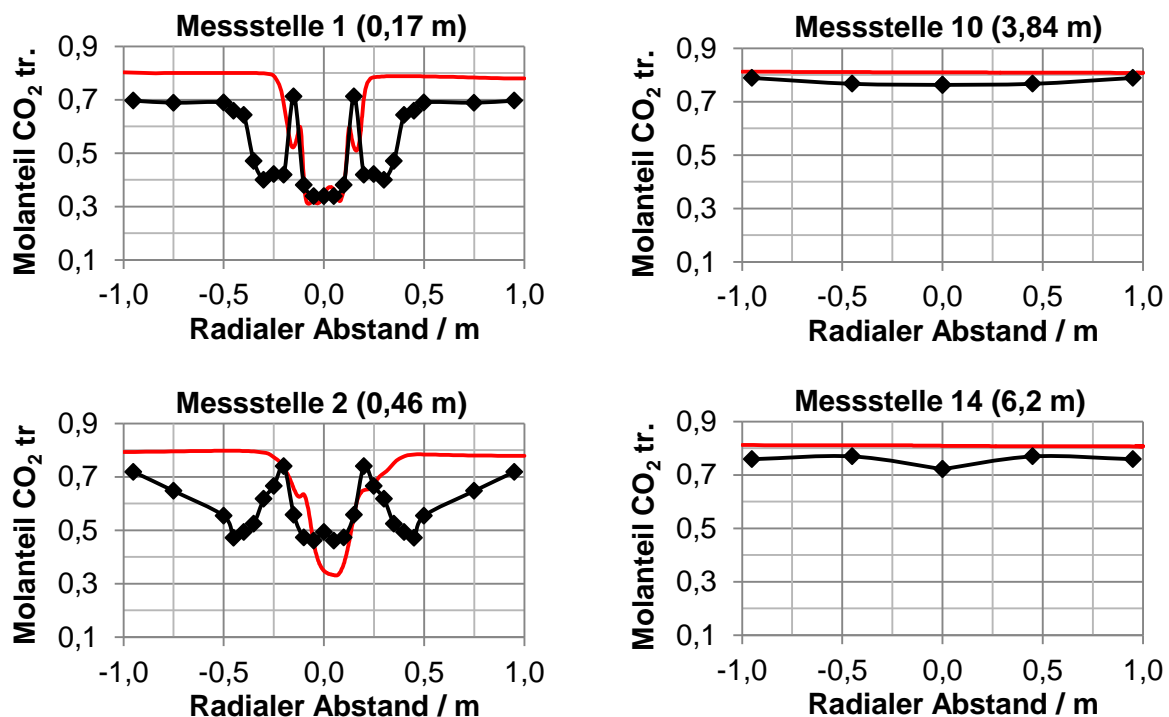 Messstelle 1 (0,17 m)
Molanteil CO₂ tr.
0,9
0,7
0,5
0,3
0,1
-1,0 -0,5 0,0 0,5 1,0
Radialer Abstand / m
Messstelle 10 (3,84 m)
Molanteil CO₂ tr.
0,9
0,7
0,5
0,3
0,1
-1,0 -0,5 0,0 0,5 1,0
Radialer Abstand / m
Messstelle 2 (0,46 m)
Molanteil CO₂ tr
0,9
0,7
0,5
0,3
0,1
-1,0 -0,5 0,0 0,5 1,0
Radialer Abstand / m
Messstelle 14 (6,2 m)
Molanteil CO₂ tr.
0,9
0,7
0,5
0,3
0,1
-1,0 -0,5 0,0 0,5 1,0
Radialer Abstand / m